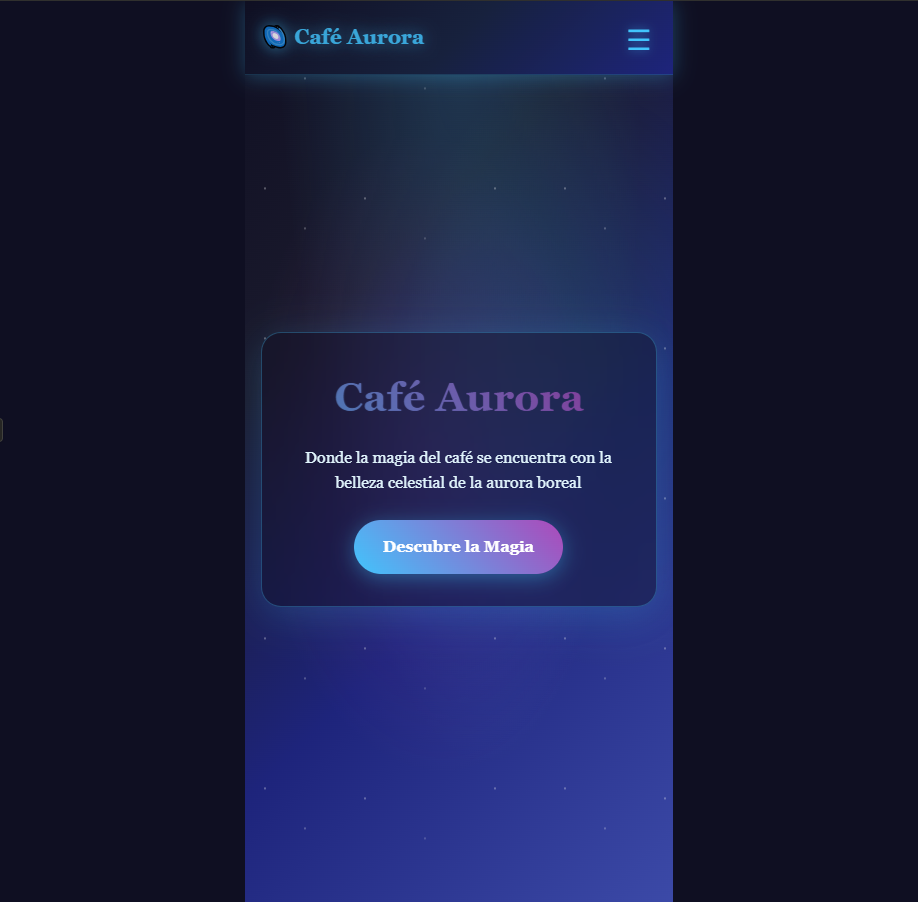 Café Aurora
Café Aurora
Donde la magia del café se encuentra con la
belleza celestial de la aurora boreal
Descubre la Magia